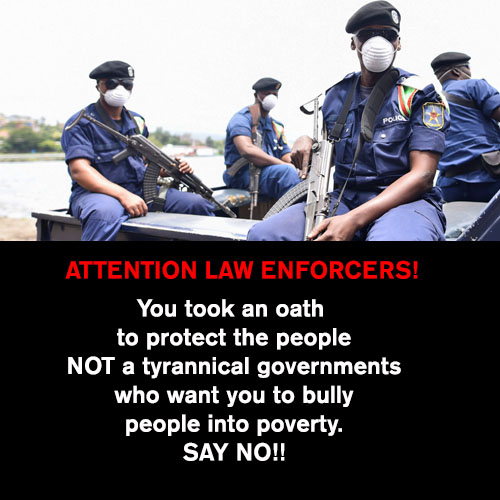 POLICE
ATTENTION LAW ENFORCERS!
You took an oath
to protect the people
NOT a tyrannical governments
who want you to bully
people into poverty.
SAY NO!!